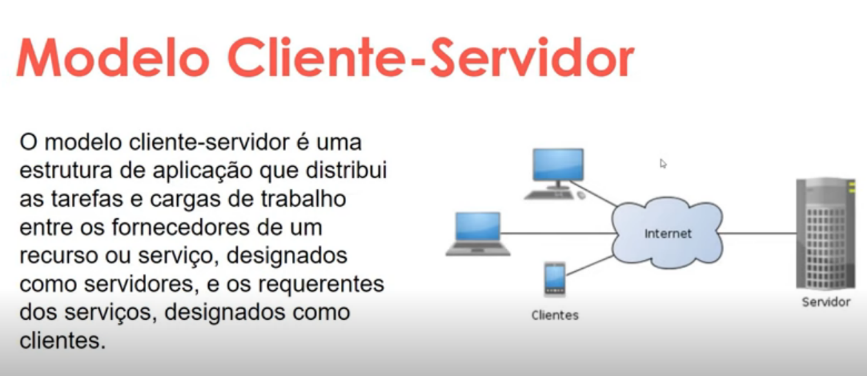 Modelo Cliente-Servidor
O modelo cliente-servidor é uma
estrutura de aplicação que distribui
as tarefas e cargas de trabalho
entre os fornecedores de um
recurso ou serviço, designados
como servidores, e os requerentes
dos serviços, designados como
clientes.
Internet
Servidor
Clientes